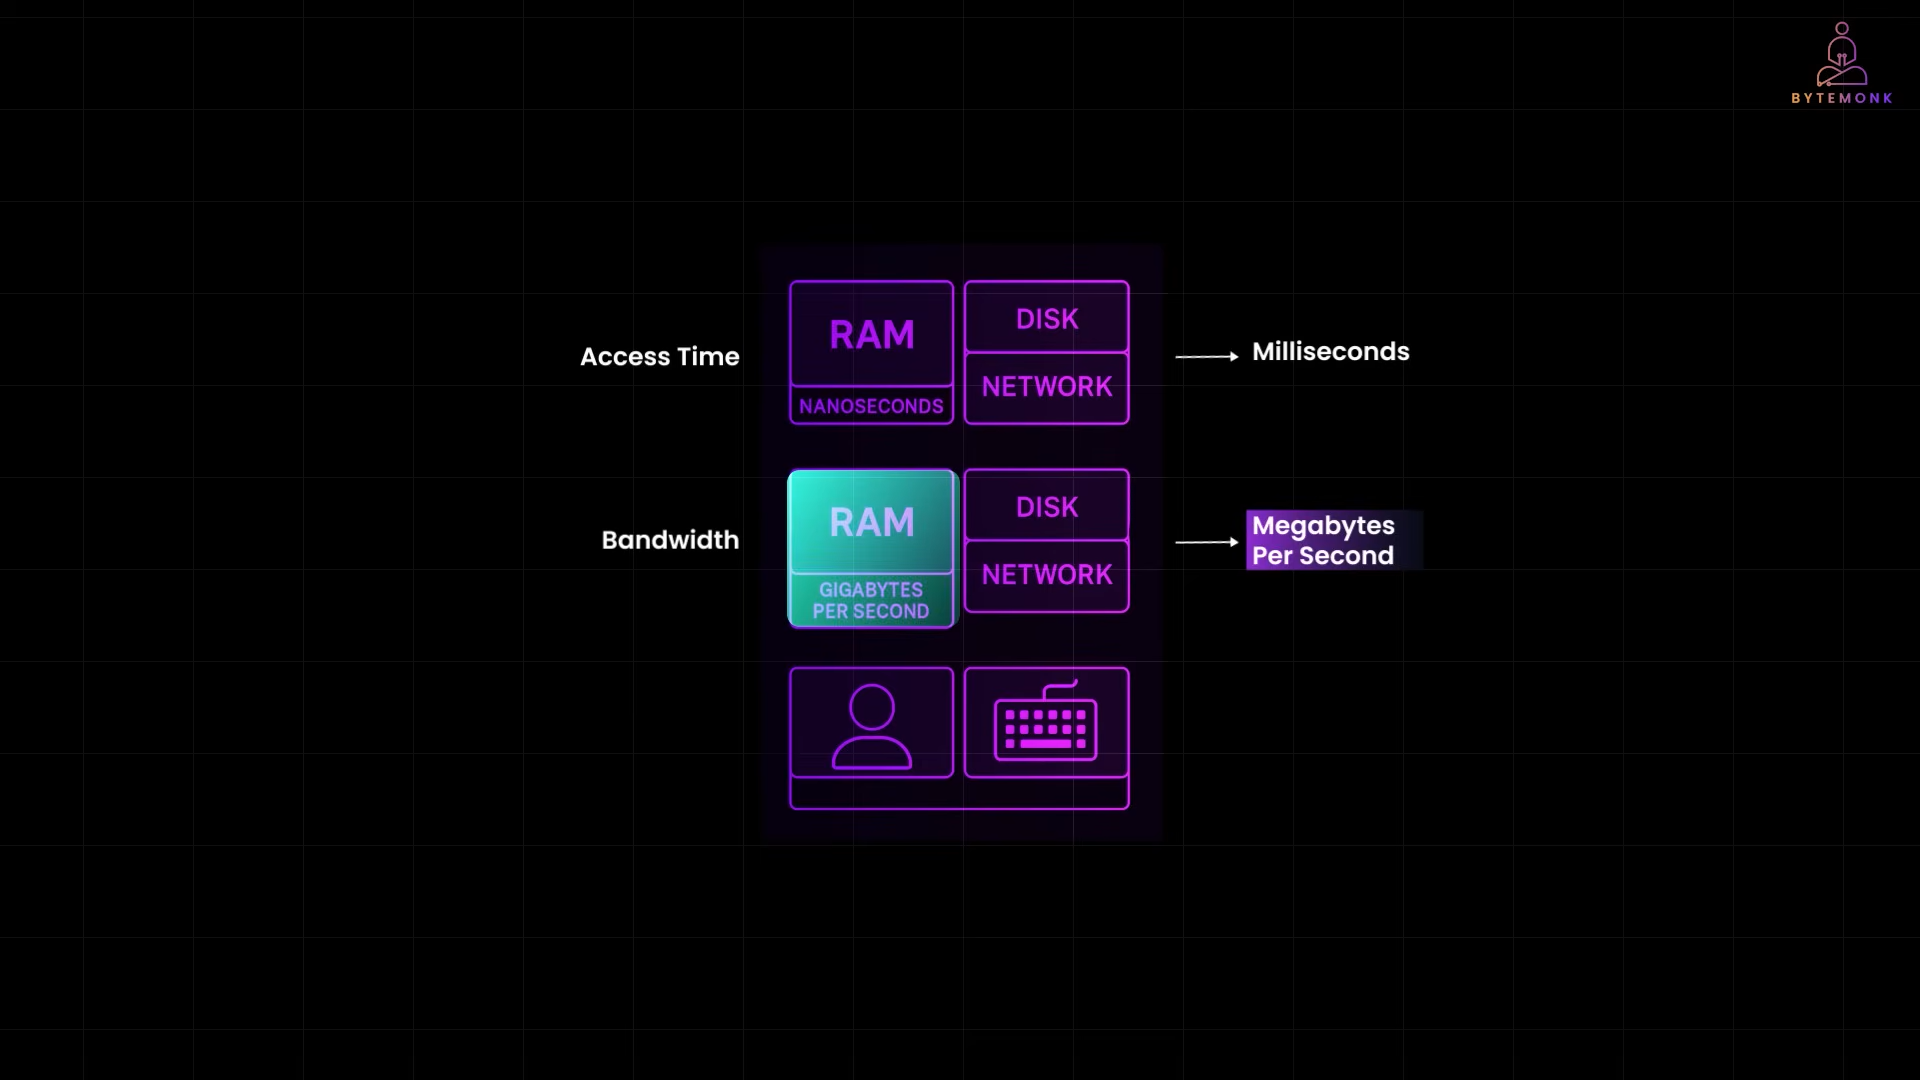 BYTEMONK
RAM
DISK
Access Time
NETWORK
NANOSECONDS
Milliseconds
RAM
DISK
Bandwidth
NETWORK
GIGABYTES
PER SECOND
Megabytes
Per Second